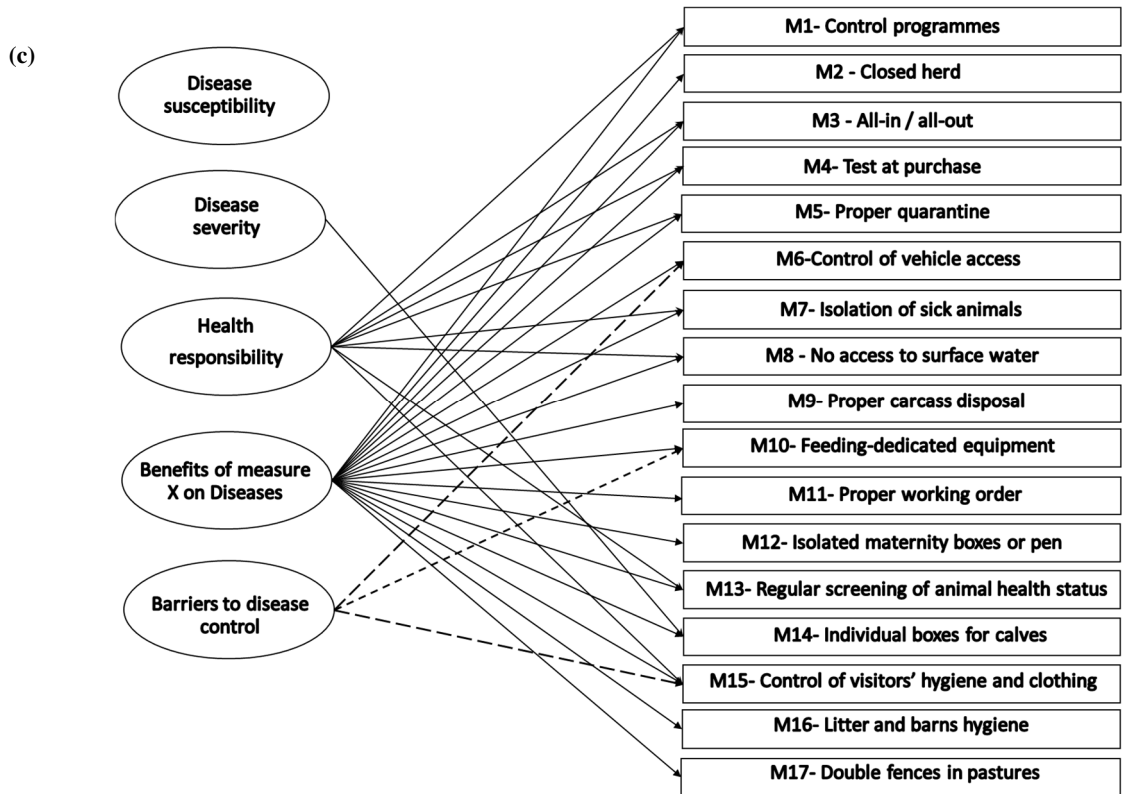 (c)
Disease
susceptibility
Disease
severity
Health
responsibility
Benefits of measure
X on Diseases
Barriers to disease
control
M1- Control programmes
M2 - Closed herd
M3 - All-in / all-out
M4- Test at purchase
M5- Proper quarantine
M6-Control of vehicle access
M7- Isolation of sick animals
M8 - No access to surface water
M9- Proper carcass disposal
M10- Feeding-dedicated equipment
M11- Proper working order
M12- Isolated maternity boxes or pen
M13- Regular screening of animal health status
M14- Individual boxes for calves
M15- Control of visitors’ hygiene and clothing
M16- Litter and barns hygiene
M17- Double fences in pastures